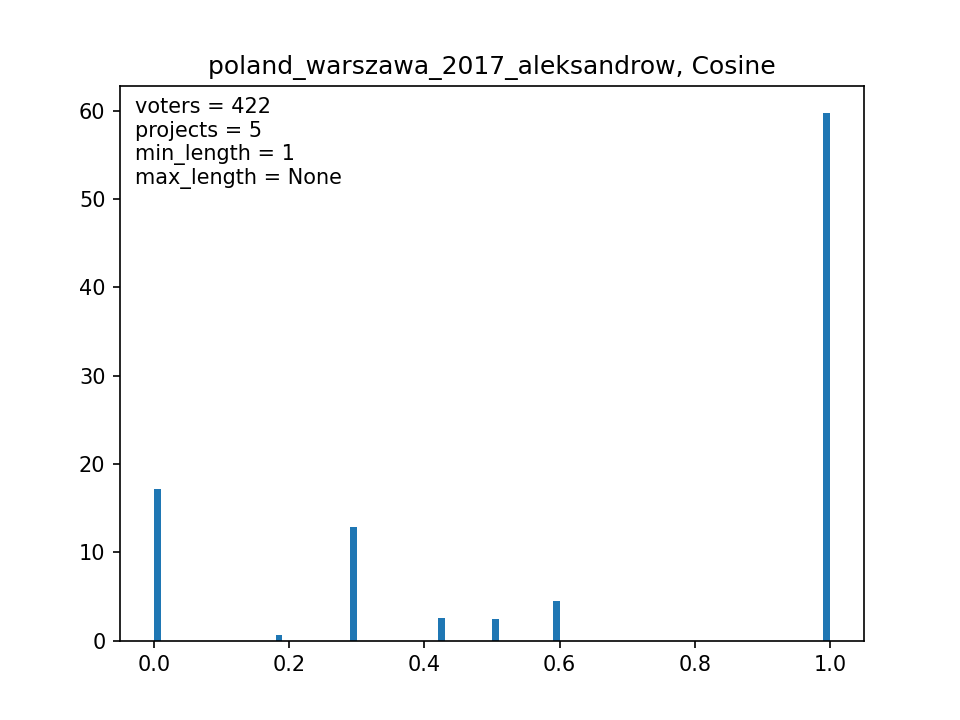 poland_warszawa_2017_aleksandrow, Cosine
voters = 422
projects = 5
min_length = 1
max_length = None
60
50
40
30
20
10
0
0.0 0.2 0.4 0.6 0.8 1.0